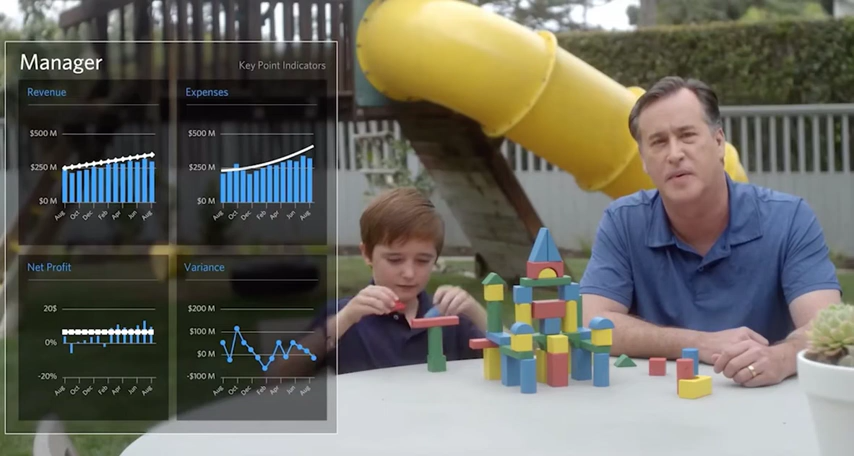 Manager
Key Point Indicators
Revenue
$500 M
$250 M
$0 M
Aug Oct Dec Feb Apr Jun Aug
Expenses
$500 M
$250 M
$0 M
Aug Oct Dec Feb Apr Jun Aug
Net Profit
20$
0%
-20%
Aug Oct Dec Feb Apr Jun Aug
Variance
$200 M
$100 M
$0 M
-$100 M
Aug Oct Dec Feb Apr Jun Aug